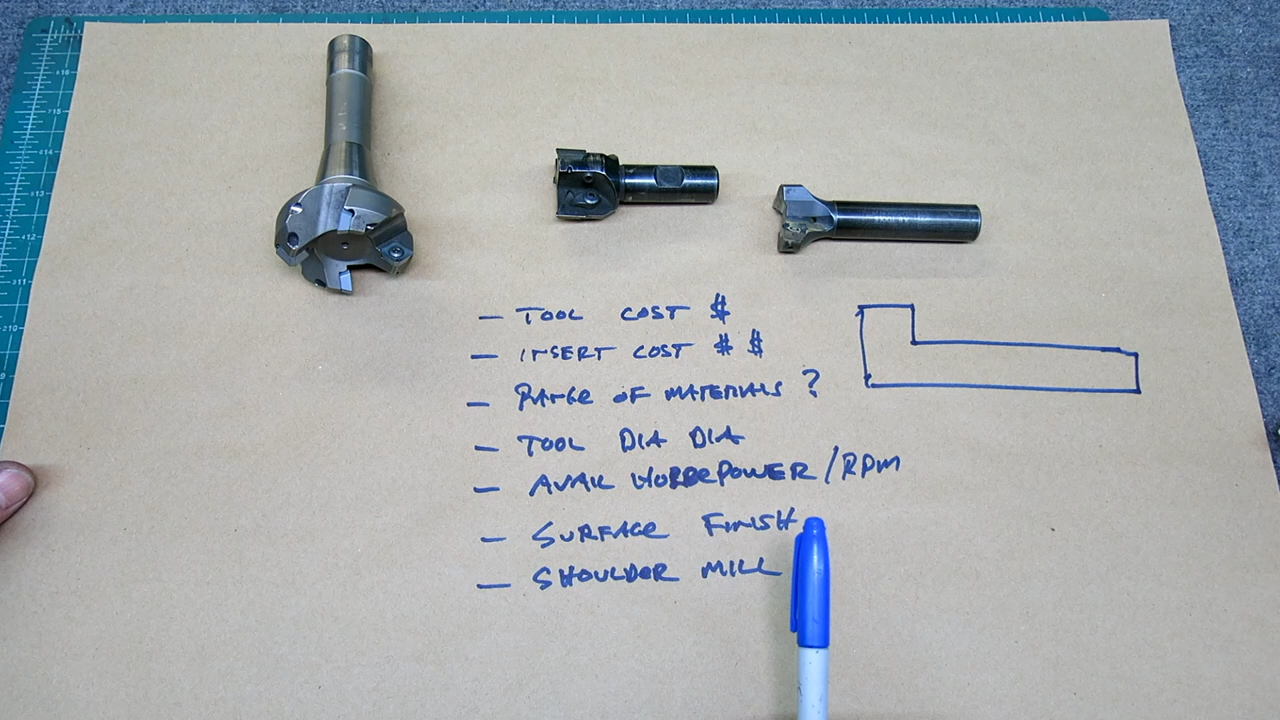 — TOOL COST $
— INSERT COST $ $
— RANGE OF MATERIALS ?
— TOOL DIA DIA
— AVAIL HORSEPOWER / RPM
— SURFACE FINISH
— SHOULDER MILL